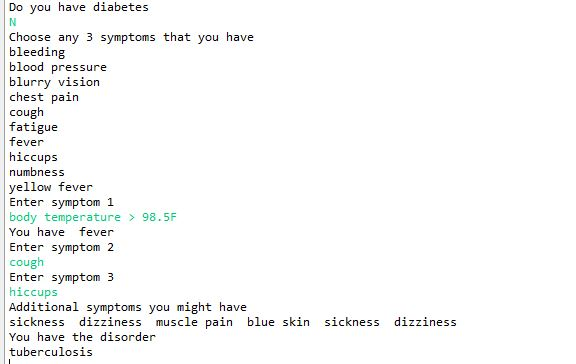 Do you have diabetes
N
Choose any 3 symptoms that you have
bleeding
blood pressure
blurry vision
chest pain
cough
fatigue
fever
hiccups
numbness
yellow fever
Enter symptom 1
body temperature > 98.5F
You have  fever
Enter symptom 2
cough
Enter symptom 3
hiccups
Additional symptoms you might have
sickness  dizziness  muscle pain  blue skin  sickness  dizziness
You have the disorder
tuberculosis